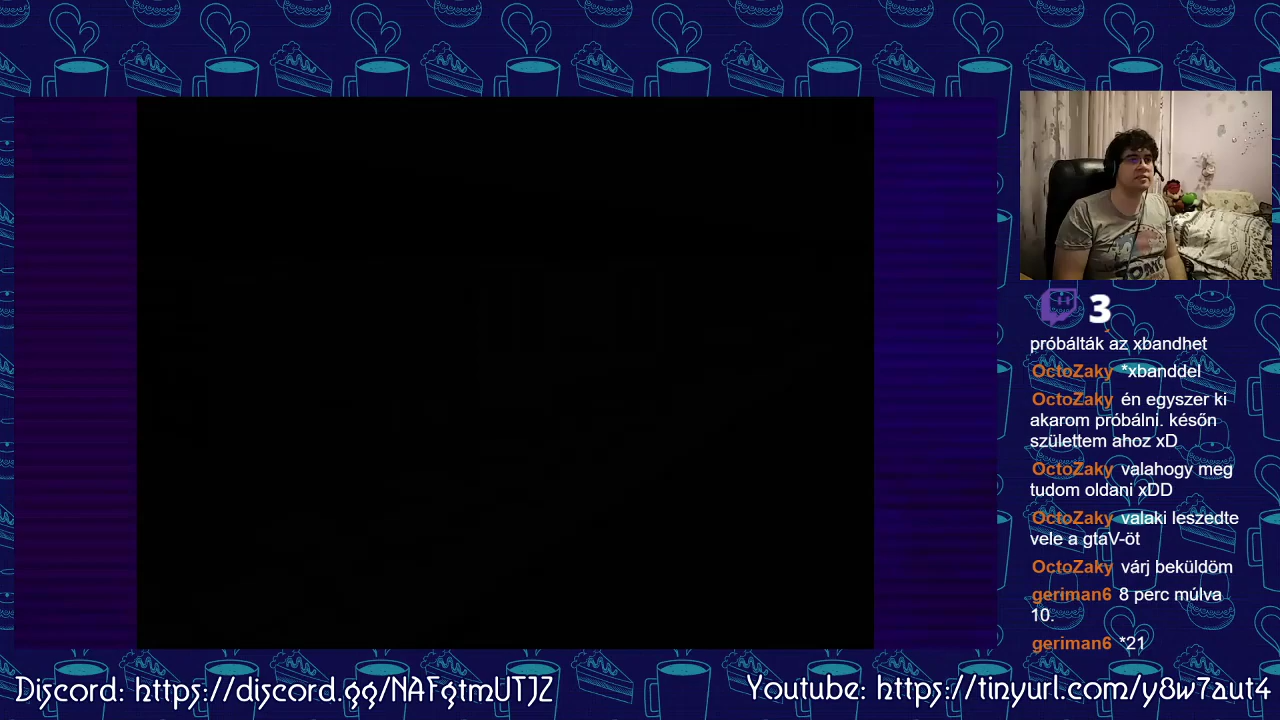 3
próbálták az xbandhet
OctoZaky *xbanddel
OctoZaky én egyszer ki
akarom próbálni. későn
születtem ahoz xD
OctoZaky valahogy meg
tudom oldani xDD
OctoZaky valaki leszedte
vele a gtaV-öt
OctoZaky várj beküldöm
geriman6 8 perc múlva
10.
geriman6 *21
Discord: https://discord.gg/NAFgtmUTJZ
Youtube: https://tinyurl.com/y8w7aut4